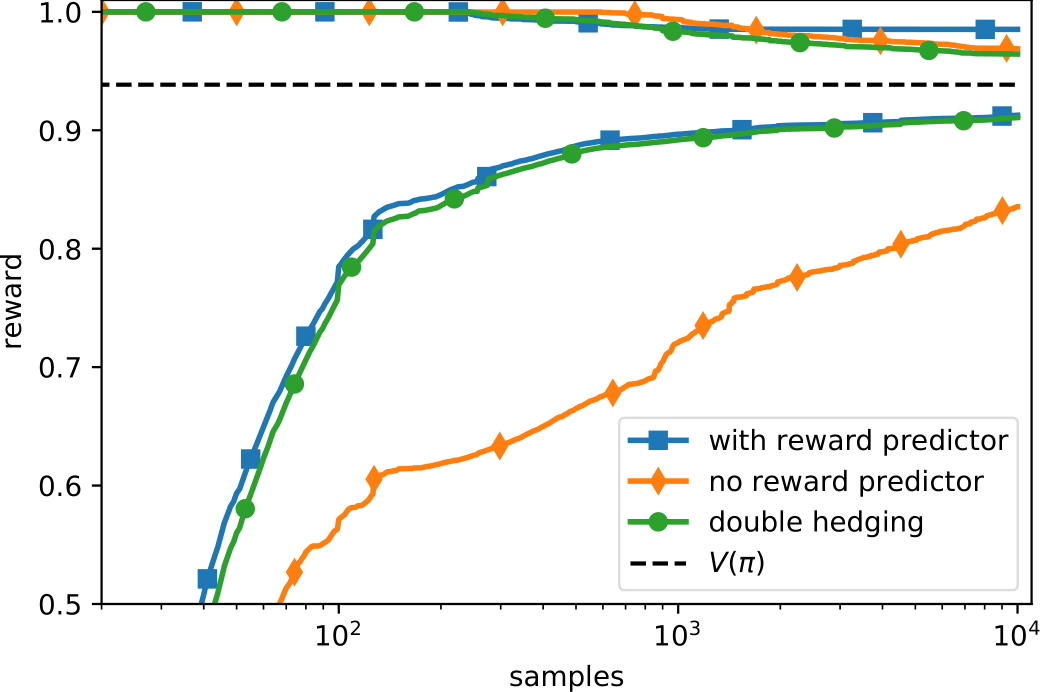 1.0
0.9
0.8
0.7
0.6
0.5
reward
with reward predictor
no reward predictor
double hedging
V(π)
10²
10³
10⁴
samples